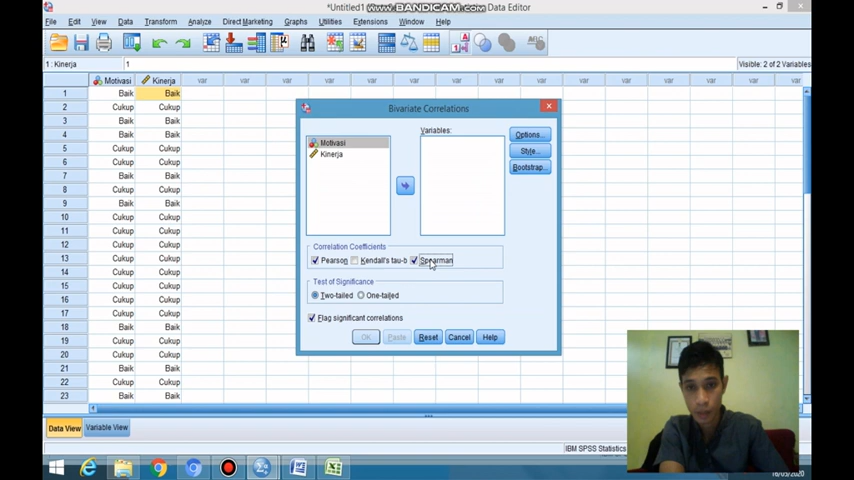 *Untitled1 www.BANDICAM.com Data Editor
File Edit View Data Transform Analyze Direct Marketing Graphs Utilities Extensions Window Help
1 : Kinerja 1 Visible: 2 of 2 Variables
Motivasi Kinerja var var var var var var var var var var var var var
1 Baik Baik
2 Cukup Cukup
3 Baik Baik
4 Baik Baik
5 Cukup Cukup
6 Baik Baik
7 Baik Baik
8 Cukup Cukup
9 Baik Baik
10 Cukup Cukup
11 Cukup Cukup
12 Cukup Cukup
13 Cukup Cukup
14 Cukup Cukup
15 Cukup Cukup
16 Cukup Cukup
17 Cukup Cukup
18 Baik Baik
19 Cukup Cukup
20 Cukup Cukup
21 Cukup Baik
22 Cukup Cukup
23 Baik Baik
Bivariate Correlations
Variables:
Motivasi
Kinerja
Options...
Style...
Bootstrap...
Correlation Coefficients
Pearson Kendall's tau-b Spearman
Test of Significance
Two-tailed One-tailed
Flag significant correlations
OK Paste Reset Cancel Help
Data View Variable View
IBM SPSS Statistics
16/05/2020